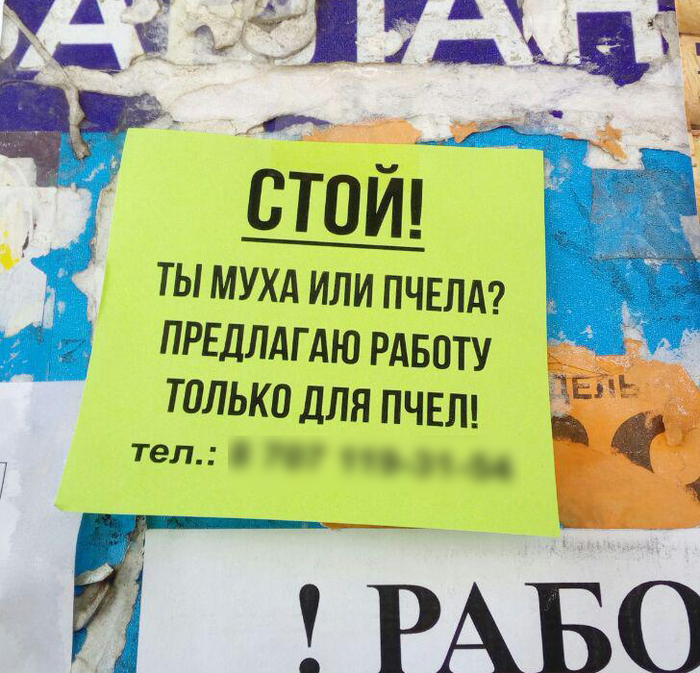 СТОЙ!
ТЫ МУХА ИЛИ ПЧЕЛА?
ПРЕДЛАГАЮ РАБОТУ
ТОЛЬКО ДЛЯ ПЧЕЛ!
тел.:
! РАБО